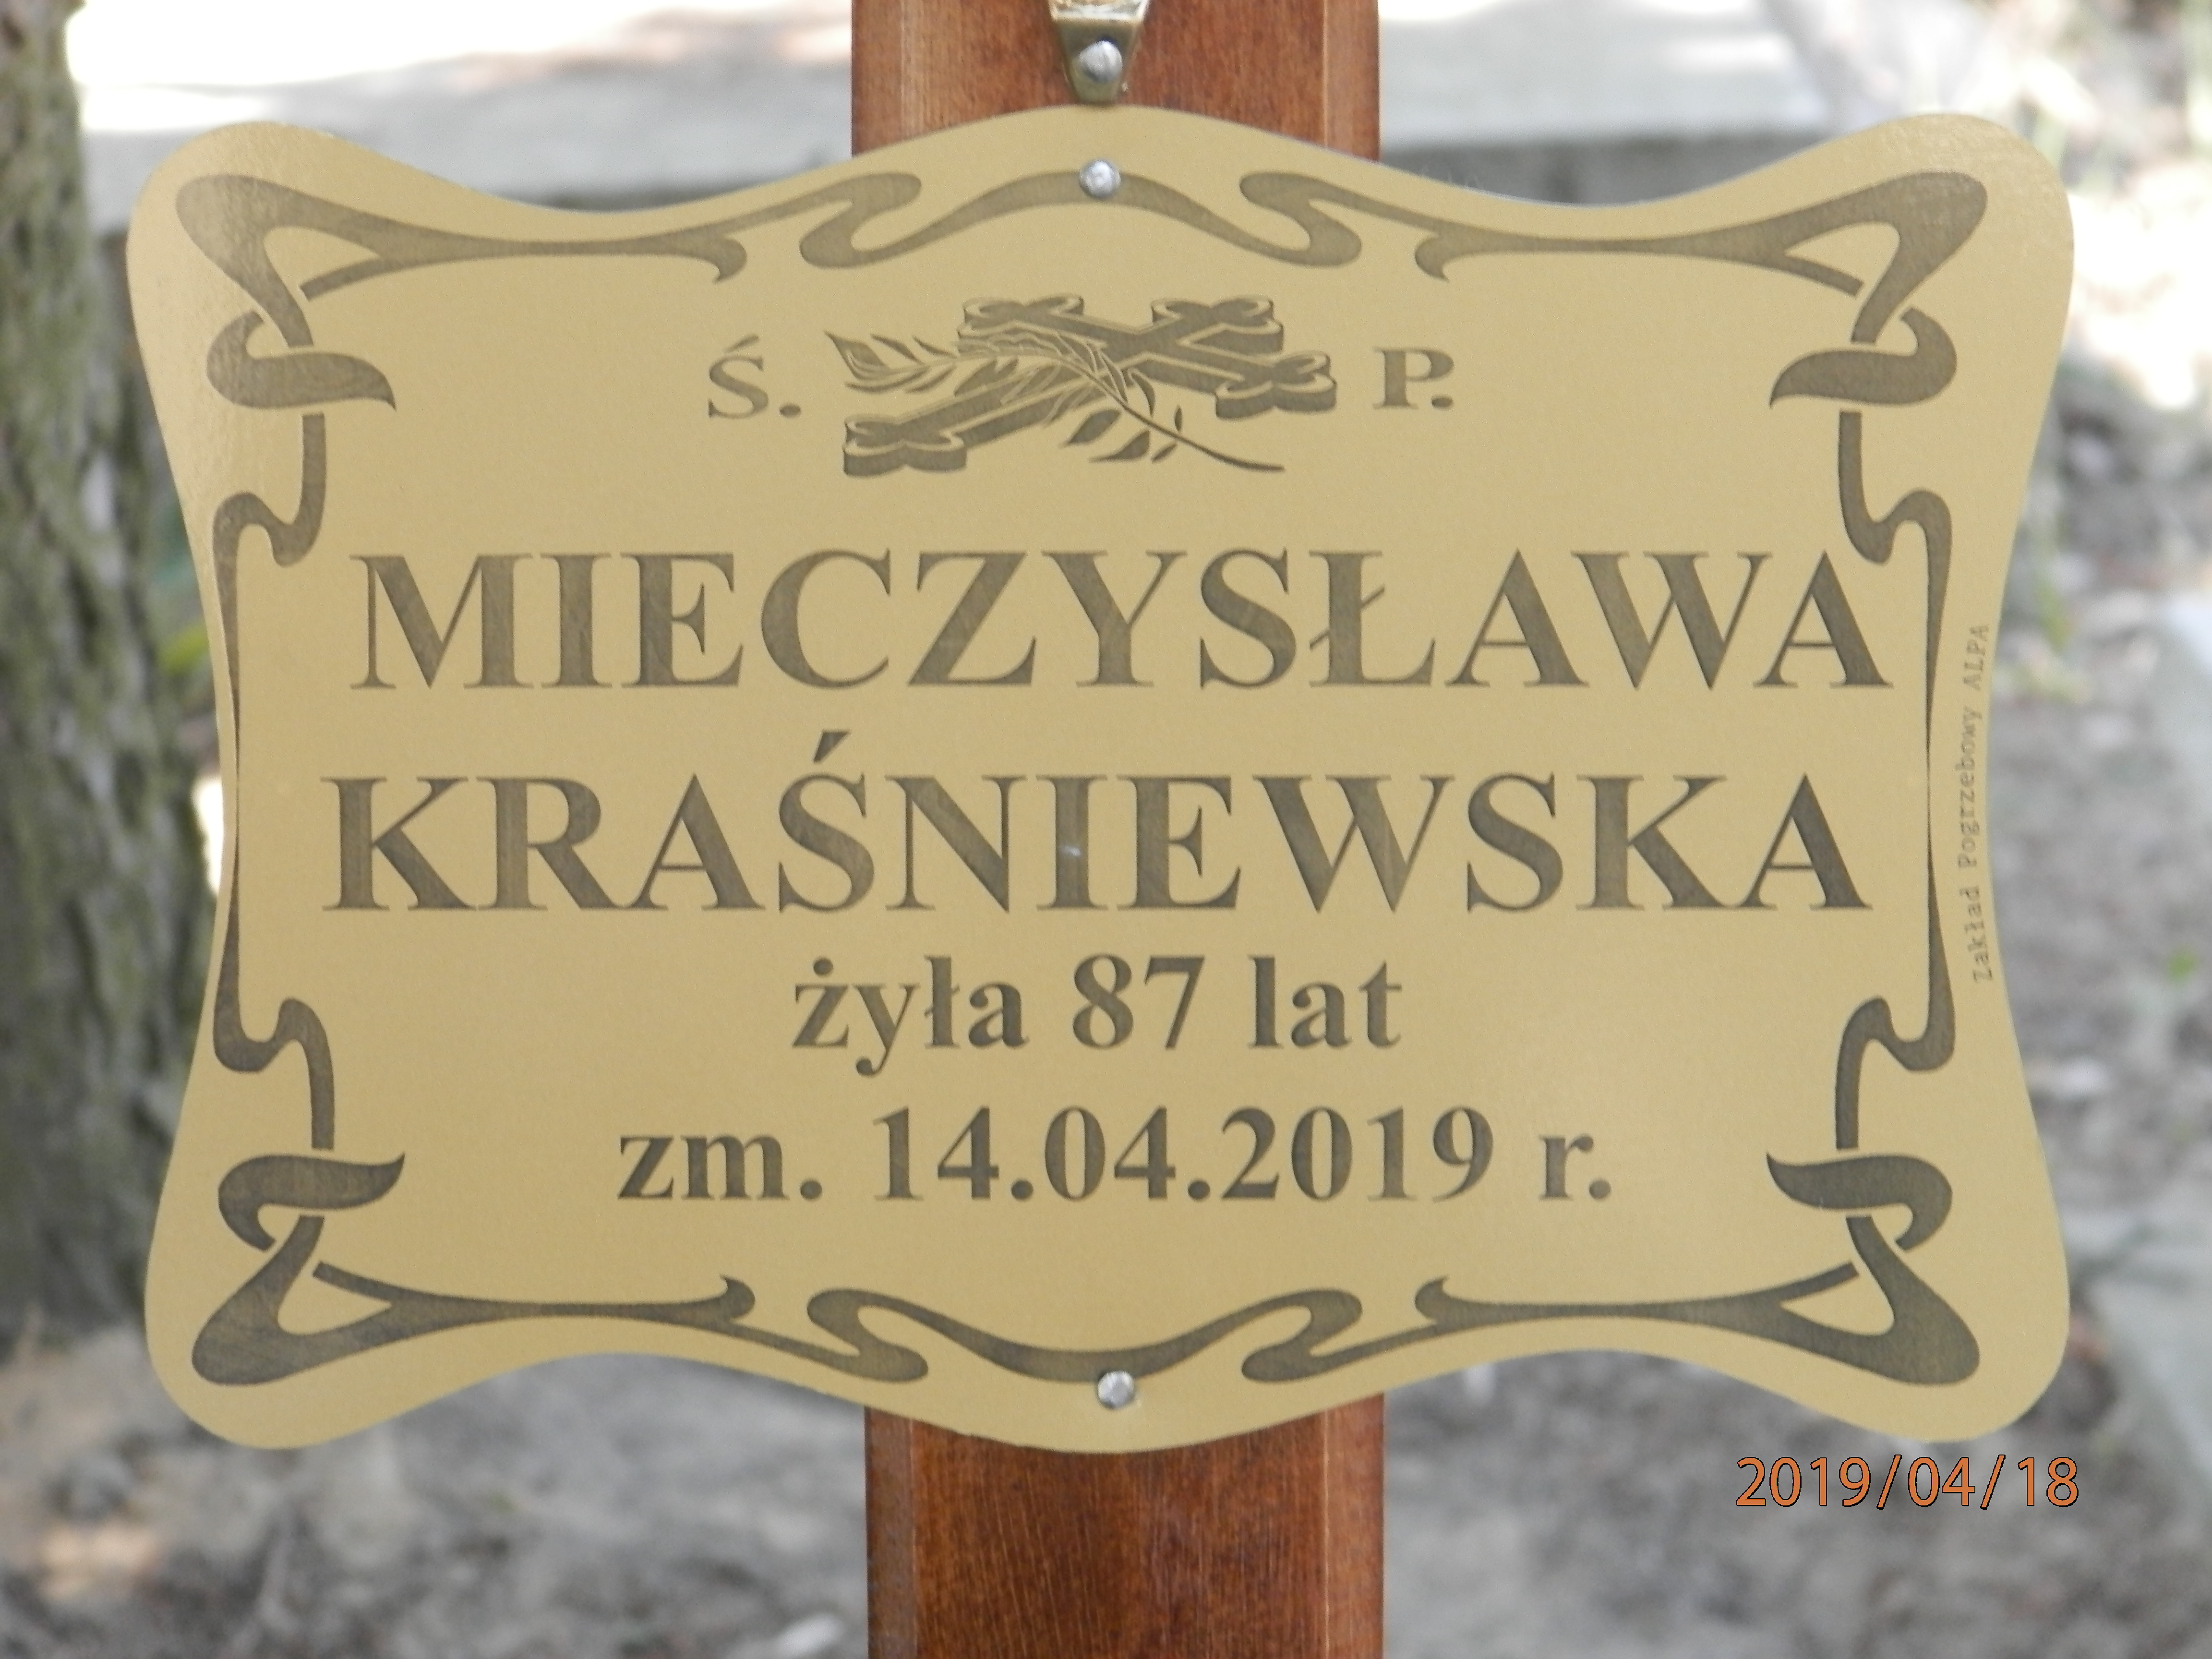 Ś. P.
MIECZYSŁAWA
KRAŚNIEWSKA
żyła 87 lat
zm. 14.04.2019 r.
Zakład Pogrzebowy ALPA
2019/04/18